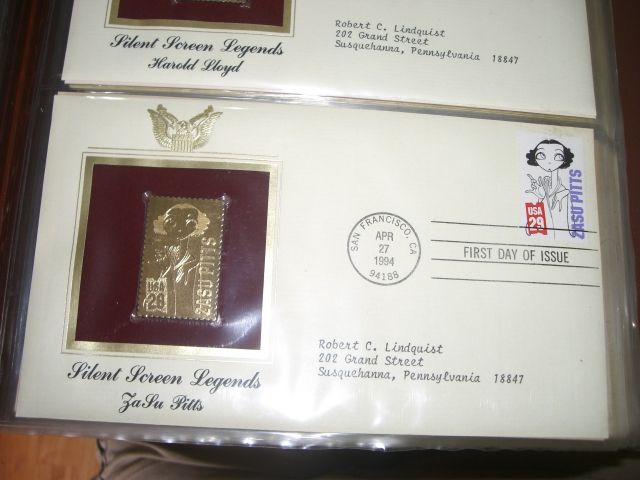 Silent Screen Legends
Harold Lloyd
Robert C. Lindquist
202 Grand Street
Susquehanna, Pennsylvania 18847
USA
29
ZASU PITTS
SAN FRANCISCO, CA
APR
27
1994
94188
FIRST DAY OF ISSUE
USA
29
ZASU PITTS
Robert C. Lindquist
202 Grand Street
Susquehanna, Pennsylvania 18847
Silent Screen Legends
ZaSu Pitts